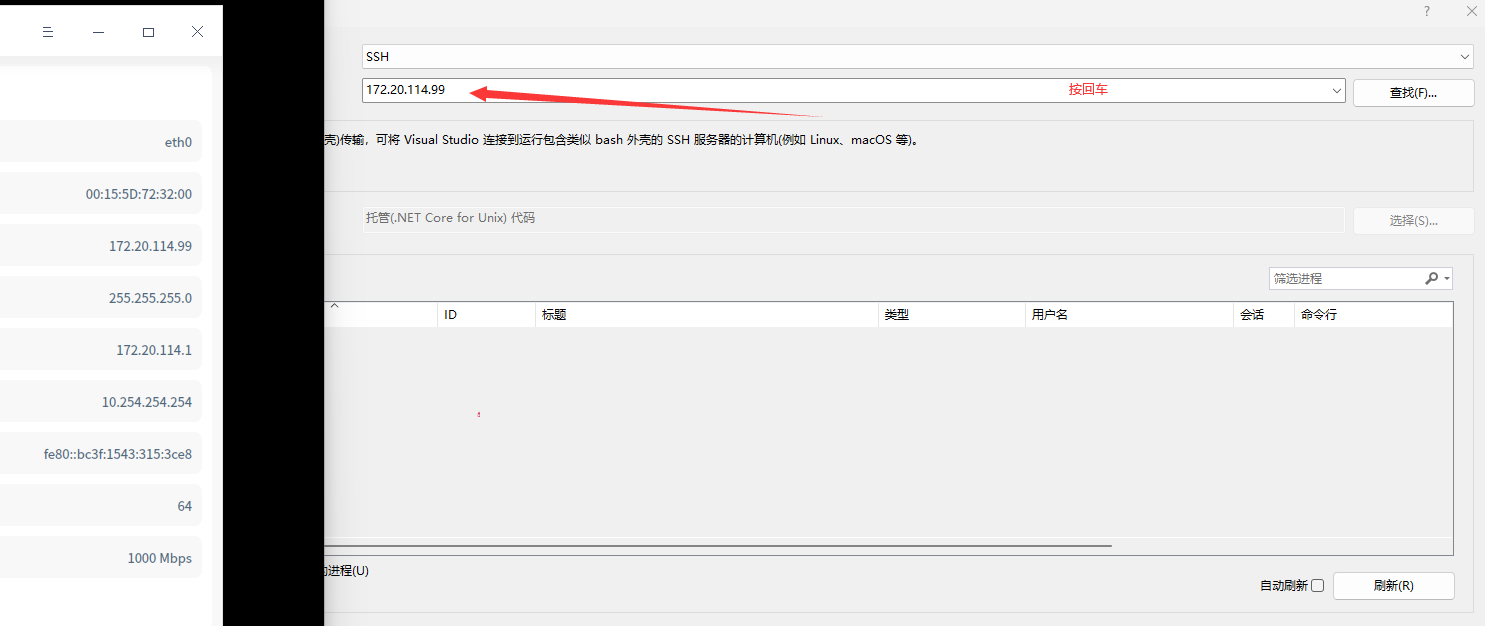 eth0
00:15:5D:72:32:00
172.20.114.99
255.255.255.0
172.20.114.1
10.254.254.254
fe80::bc3f:1543:315:3ce8
64
1000 Mbps
?
SSH
172.20.114.99
按回车
查找(F)...
壳)传输，可将 Visual Studio 连接到运行包含类似 bash 外壳的 SSH 服务器的计算机(例如 Linux、macOS 等)。
托管(.NET Core for Unix) 代码
选择(S)...
筛选进程
ID 标题 类型 用户名 会话 命令行
的进程(U)
自动刷新
刷新(R)